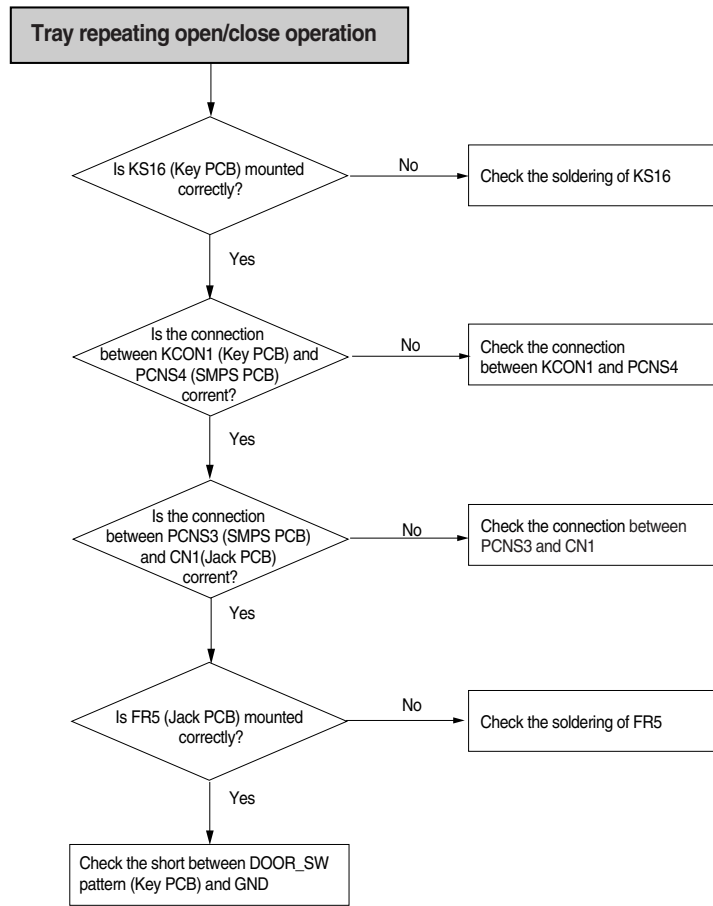 Tray repeating open/close operation
Is KS16 (Key PCB) mounted
correctly?
No
Check the soldering of KS16
Yes
Is the connection
between KCON1 (Key PCB) and
PCNS4 (SMPS PCB)
corrent?
No
Check the connection
between KCON1 and PCNS4
Yes
Is the connection
between PCNS3 (SMPS PCB)
and CN1(Jack PCB)
corrent?
No
Check the connection between
PCNS3 and CN1
Yes
Is FR5 (Jack PCB) mounted
correctly?
No
Check the soldering of FR5
Yes
Check the short between DOOR_SW
pattern (Key PCB) and GND